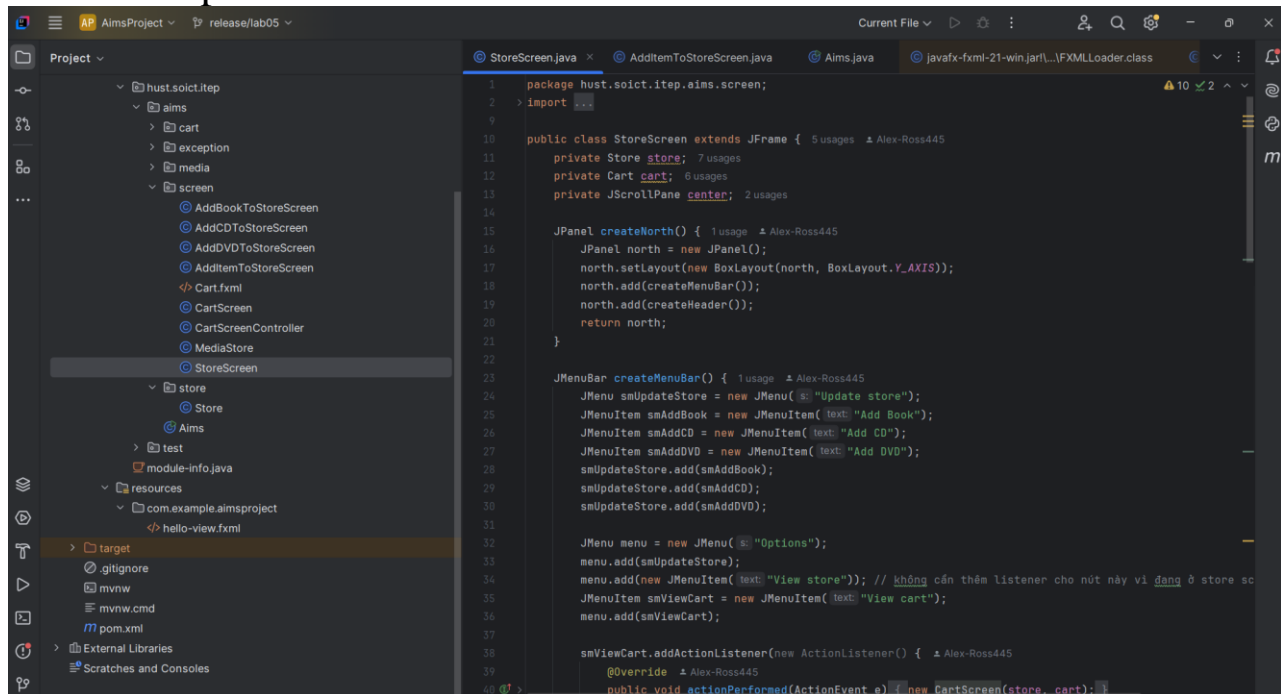 AP AimsProject release/lab05 Current File
Project
StoreScreen.java AddItemToStoreScreen.java Aims.java javafx-fxml-21-win.jar!\...\FXMLLoader.class
hust.soict.itep
aims
cart
exception
media
screen
AddBookToStoreScreen
AddCDToStoreScreen
AddDVDToStoreScreen
AddItemToStoreScreen
Cart.fxml
CartScreen
CartScreenController
MediaStore
StoreScreen
store
Store
Aims
test
module-info.java
resources
com.example.aimsproject
hello-view.fxml
target
.gitignore
mvnw
mvnw.cmd
pom.xml
External Libraries
Scratches and Consoles
10 2
1 package hust.soict.itep.aims.screen;
2 import ...
9
10 public class StoreScreen extends JFrame { 5 usages Alex-Ross445
11 private Store store; 7 usages
12 private Cart cart; 6 usages
13 private JScrollPane center; 2 usages
14
15 JPanel createNorth() { 1 usage Alex-Ross445
16 JPanel north = new JPanel();
17 north.setLayout(new BoxLayout(north, BoxLayout.Y_AXIS));
18 north.add(createMenuBar());
19 north.add(createHeader());
20 return north;
21 }
22
23 JMenuBar createMenuBar() { 1 usage Alex-Ross445
24 JMenu smUpdateStore = new JMenu( s: "Update store");
25 JMenuItem smAddBook = new JMenuItem( text: "Add Book");
26 JMenuItem smAddCD = new JMenuItem( text: "Add CD");
27 JMenuItem smAddDVD = new JMenuItem( text: "Add DVD");
28 smUpdateStore.add(smAddBook);
29 smUpdateStore.add(smAddCD);
30 smUpdateStore.add(smAddDVD);
31
32 JMenu menu = new JMenu( s: "Options");
33 menu.add(smUpdateStore);
34 menu.add(new JMenuItem( text: "View store")); // không cần thêm listener cho nút này vì đang ở store sc
35 JMenuItem smViewCart = new JMenuItem( text: "View cart");
36 menu.add(smViewCart);
37
38 smViewCart.addActionListener(new ActionListener() { Alex-Ross445
39 @Override Alex-Ross445
40 public void actionPerformed(ActionEvent e) { new CartScreen(store, cart); }